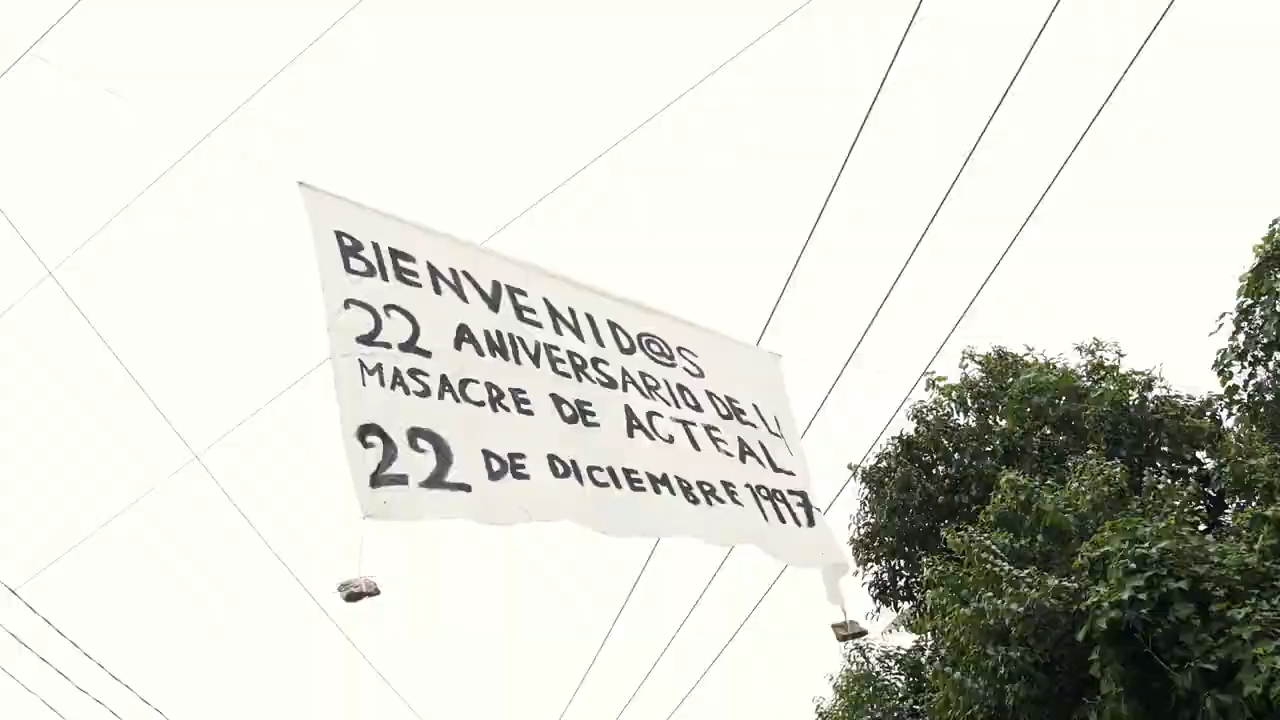 BIENVENID@S
22 ANIVERSARIO DE LA
MASACRE DE ACTEAL
22 DE DICIEMBRE 1997